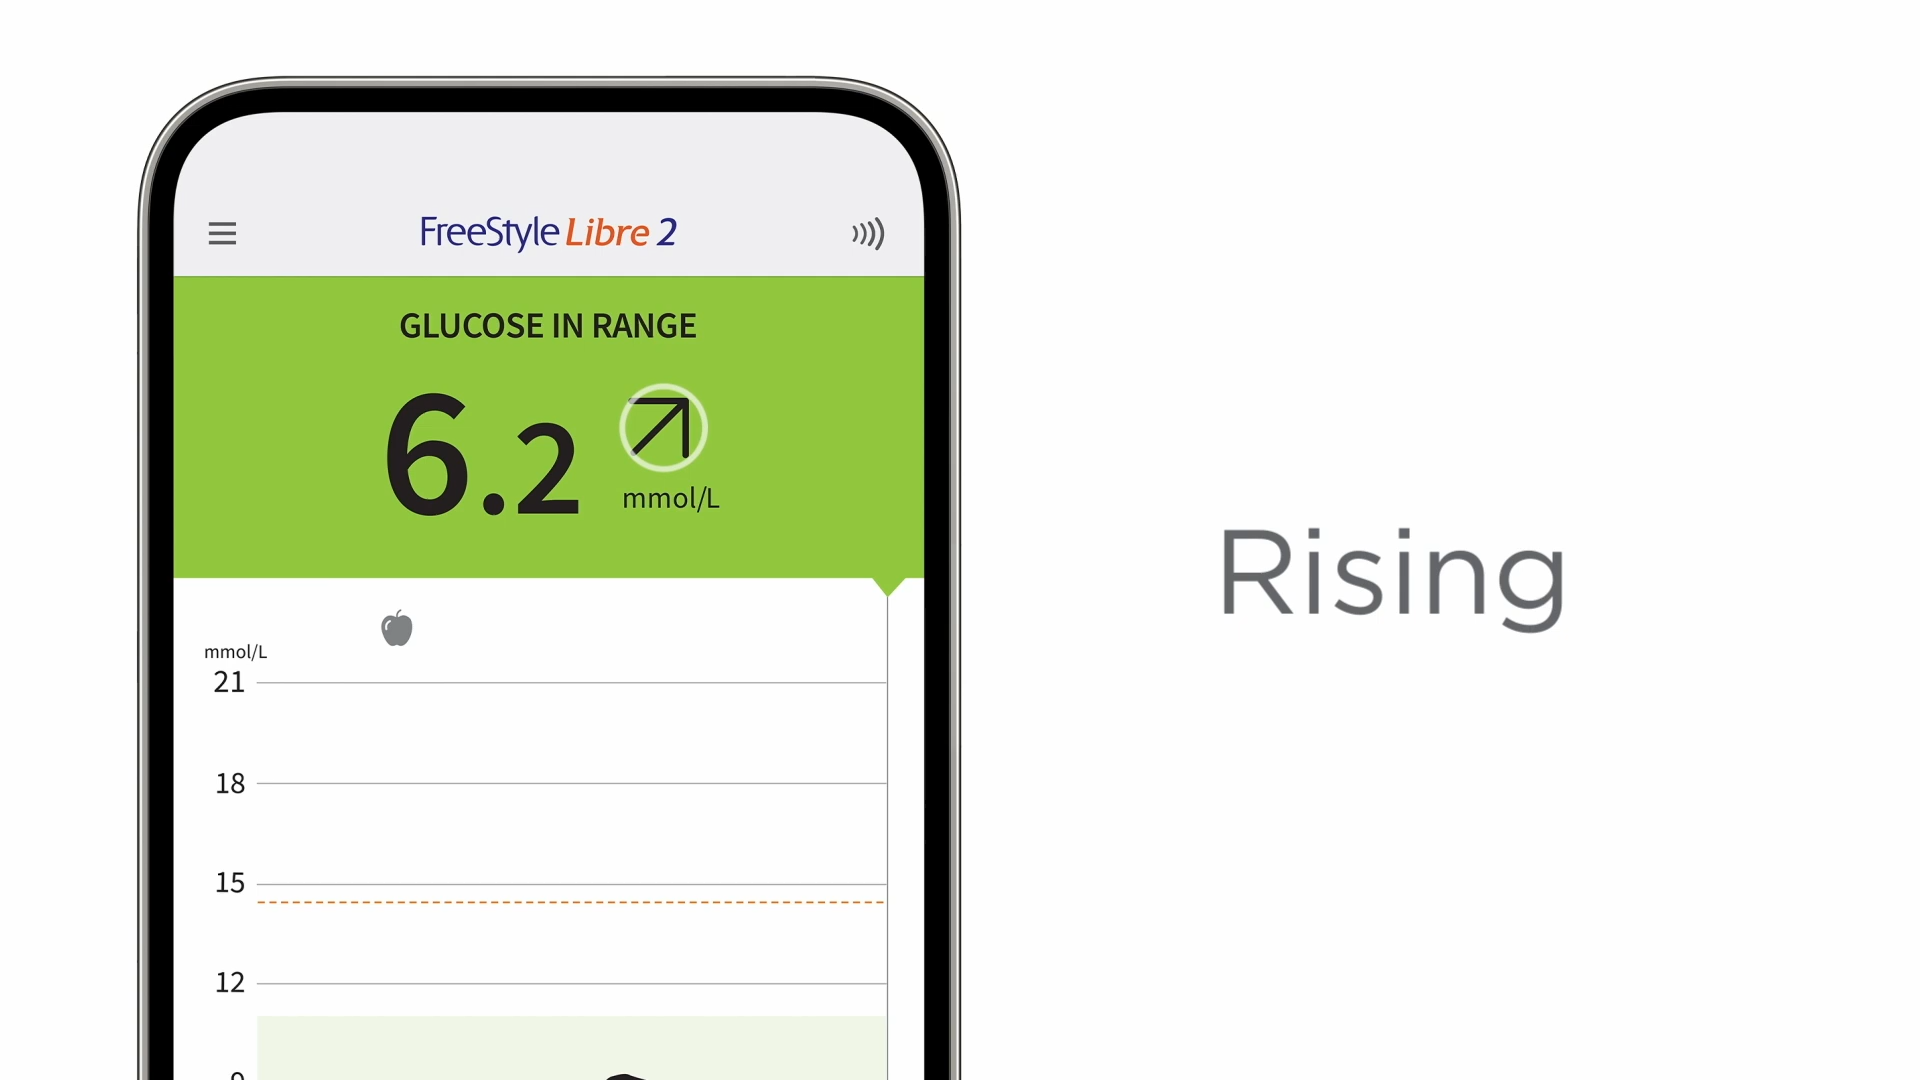 FreeStyle Libre 2
GLUCOSE IN RANGE
6.2
mmol/L
Rising
mmol/L
21
18
15
12